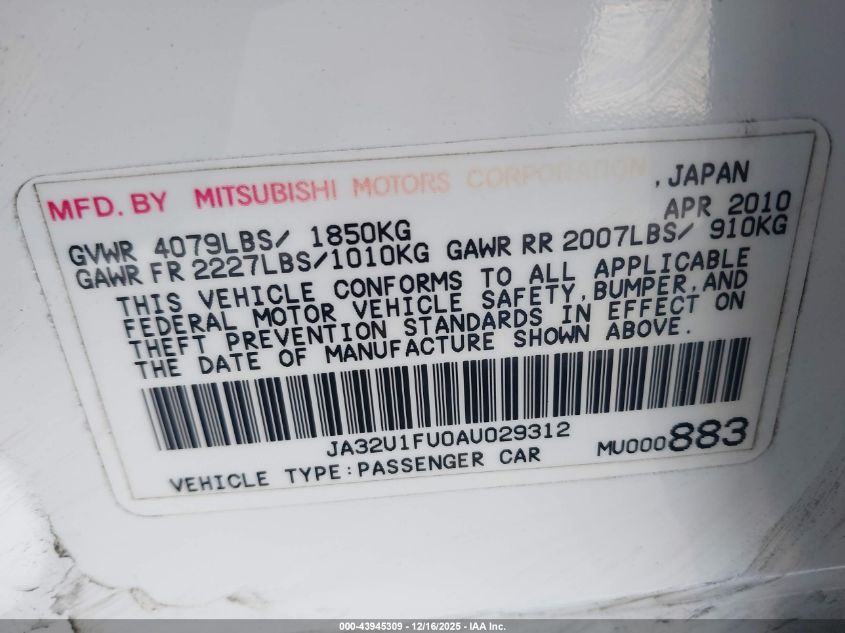 MFD. BY MITSUBISHI MOTORS CORPORATION, JAPAN
APR 2010
GVWR 4079LBS/ 1850KG
GAWR FR 2227LBS/1010KG GAWR RR 2007LBS/ 910KG
THIS VEHICLE CONFORMS TO ALL APPLICABLE
FEDERAL MOTOR VEHICLE SAFETY, BUMPER, AND
THEFT PREVENTION STANDARDS IN EFFECT ON
THE DATE OF MANUFACTURE SHOWN ABOVE.
JA32U1FU0AU029312
MU000883
VEHICLE TYPE:PASSENGER CAR
000-43945309 - 12/16/2025 - IAA Inc.